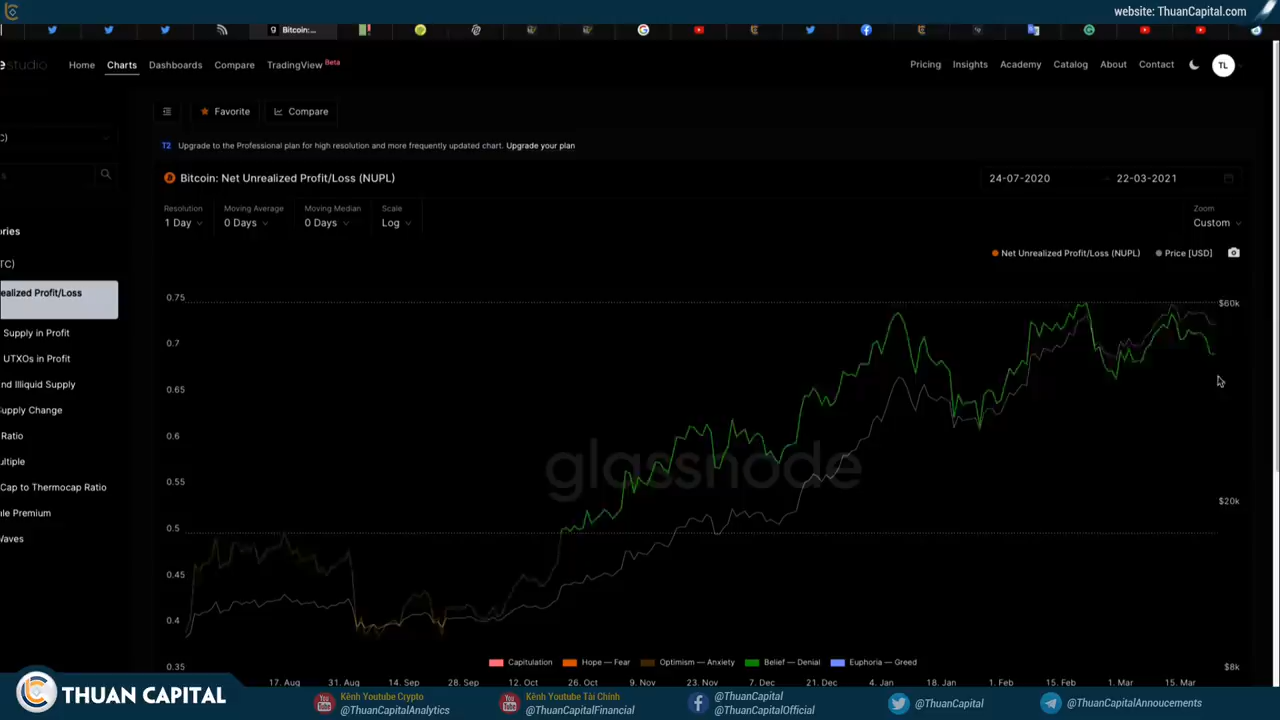 website: ThuanCapital.com
Bitcoin:...
studio
Home Charts Dashboards Compare TradingView Beta
Pricing Insights Academy Catalog About Contact TL
Favorite Compare
T2 Upgrade to the Professional plan for high resolution and more frequently updated chart. Upgrade your plan
Bitcoin: Net Unrealized Profit/Loss (NUPL)
24-07-2020 → 22-03-2021
Resolution Moving Average Moving Median Scale Zoom
1 Day 0 Days 0 Days Log Custom
Net Unrealized Profit/Loss (NUPL) Price [USD]
ories
TC)
ealized Profit/Loss
Supply in Profit
UTXOs in Profit
nd Illiquid Supply
Supply Change
Ratio
ultiple
Cap to Thermocap Ratio
le Premium
Waves
0.75
0.7
0.65
0.6
0.55
0.5
0.45
0.4
0.35
$60k
$20k
$8k
glassnode
Capitulation Hope — Fear Optimism — Anxiety Belief — Denial Euphoria — Greed
17. Aug 31. Aug 14. Sep 28. Sep 12. Oct 26. Oct 9. Nov 23. Nov 7. Dec 21. Dec 4. Jan 18. Jan 1. Feb 15. Feb 1. Mar 15. Mar
THUAN CAPITAL
Kênh Youtube Crypto
@ThuanCapitalAnalytics
Kênh Youtube Tài Chính
@ThuanCapitalFinancial
@ThuanCapital
@ThuanCapitalOfficial
@ThuanCapital
@ThuanCapitalAnnoucements